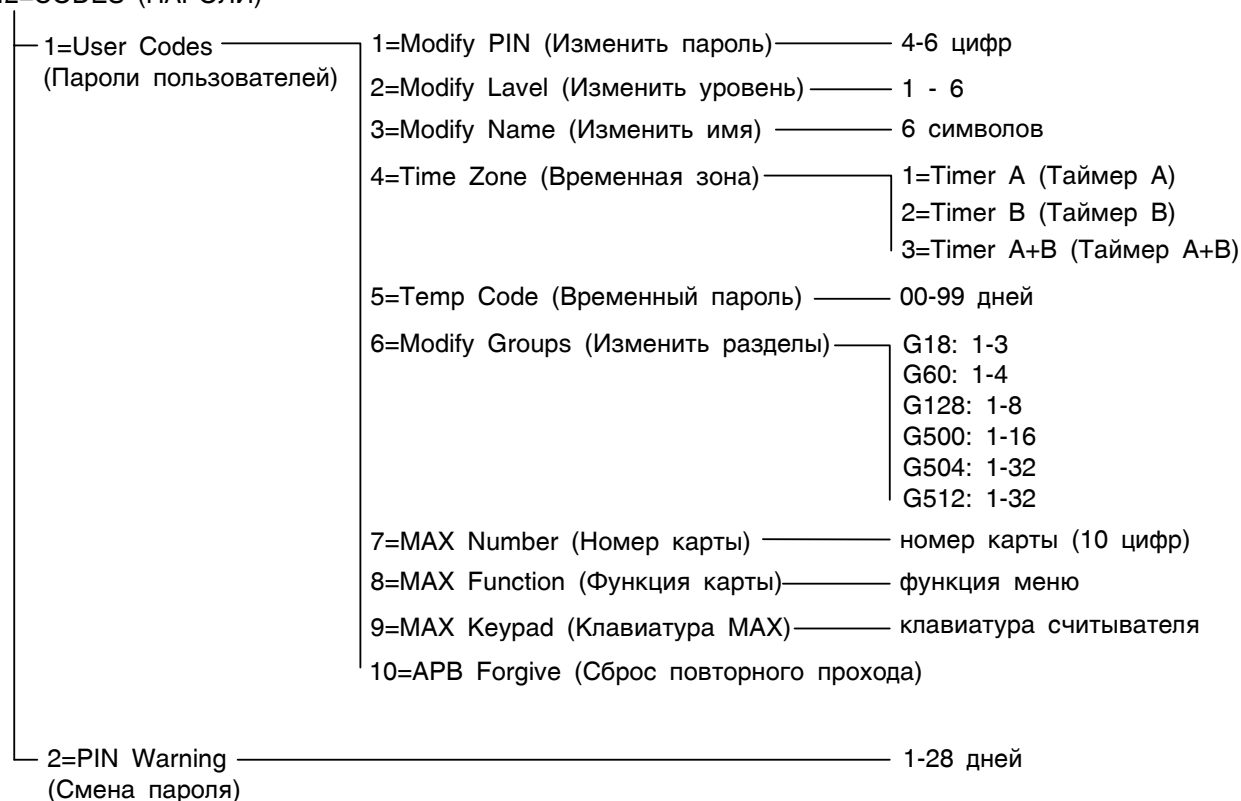 =CODES (ПАРОЛИ)
1=User Codes
(Пароли пользователей)
1=Modify PIN (Изменить пароль)
4-6 цифр
2=Modify Lavel (Изменить уровень)
1 - 6
3=Modify Name (Изменить имя)
6 символов
4=Time Zone (Временная зона)
1=Timer A (Таймер A)
2=Timer B (Таймер B)
3=Timer A+B (Таймер A+B)
5=Temp Code (Временный пароль)
00-99 дней
6=Modify Groups (Изменить разделы)
G18: 1-3
G60: 1-4
G128: 1-8
G500: 1-16
G504: 1-32
G512: 1-32
7=MAX Number (Номер карты)
номер карты (10 цифр)
8=MAX Function (Функция карты)
функция меню
9=MAX Keypad (Клавиатура MAX)
клавиатура считывателя
10=APB Forgive (Сброс повторного прохода)
2=PIN Warning
(Смена пароля)
1-28 дней